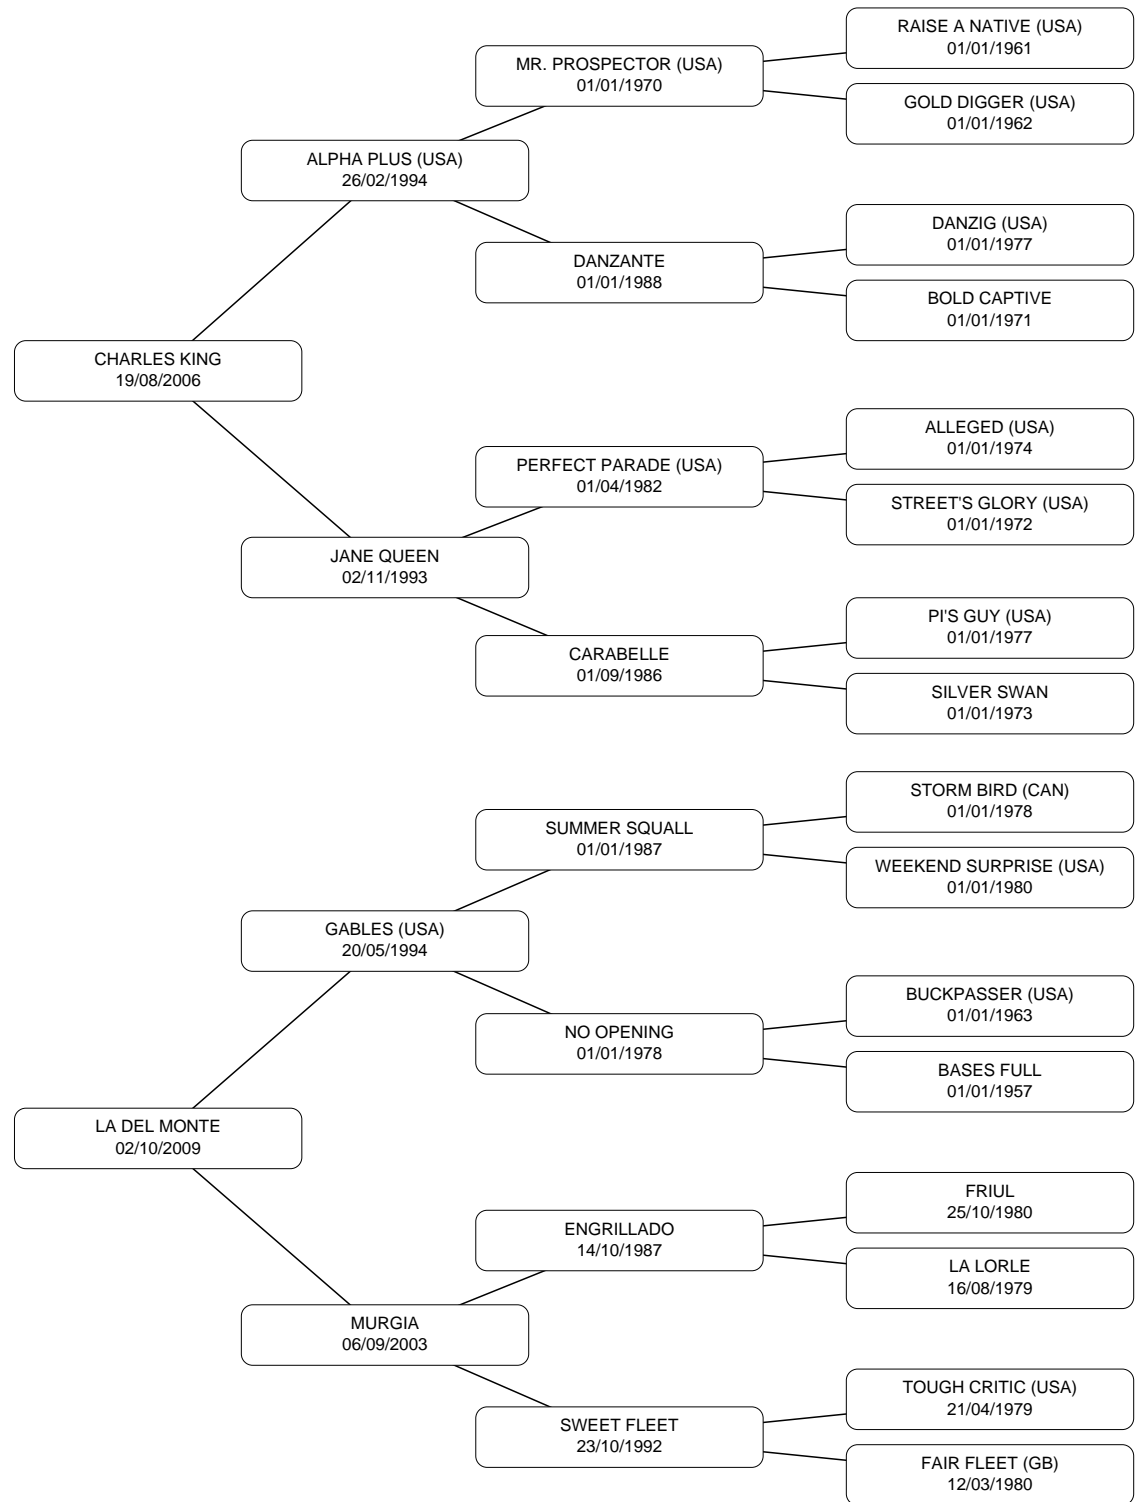 RAISE A NATIVE (USA)
01/01/1961
MR. PROSPECTOR (USA)
01/01/1970
GOLD DIGGER (USA)
01/01/1962
ALPHA PLUS (USA)
26/02/1994
DANZIG (USA)
01/01/1977
DANZANTE
01/01/1988
BOLD CAPTIVE
01/01/1971
CHARLES KING
19/08/2006
ALLEGED (USA)
01/01/1974
PERFECT PARADE (USA)
01/04/1982
STREET'S GLORY (USA)
01/01/1972
JANE QUEEN
02/11/1993
PI'S GUY (USA)
01/01/1977
CARABELLE
01/09/1986
SILVER SWAN
01/01/1973
STORM BIRD (CAN)
01/01/1978
SUMMER SQUALL
01/01/1987
WEEKEND SURPRISE (USA)
01/01/1980
GABLES (USA)
20/05/1994
BUCKPASSER (USA)
01/01/1963
NO OPENING
01/01/1978
BASES FULL
01/01/1957
LA DEL MONTE
02/10/2009
FRIUL
25/10/1980
ENGRILLADO
14/10/1987
LA LORLE
16/08/1979
MURGIA
06/09/2003
TOUGH CRITIC (USA)
21/04/1979
SWEET FLEET
23/10/1992
FAIR FLEET (GB)
12/03/1980